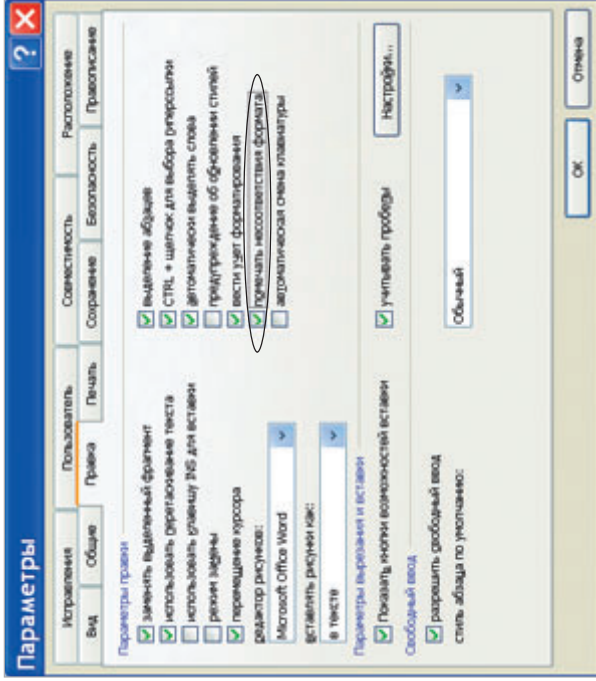 Параметры
Исправления Пользователь Совместимость Расположение
Вид Общие Правка Печать Сохранение Безопасность Правописание
Параметры правки
заменять выделенный фрагмент
использовать перетаскивание текста
использовать клавишу INS для вставки
режим замены
перемещение курсора
редактор рисунков:
Microsoft Office Word
вставлять рисунки как:
в тексте
выделение абзацев
CTRL + щелчок для выбора гиперссылки
автоматически выделять слова
предупреждение об обновлении стилей
вести учет форматирования
помечать несоответствия формата
автоматическая смена клавиатуры
Параметры вырезания и вставки
Показать кнопки возможностей вставки
учитывать пробелы
Настройки...
Свободный ввод
разрешить свободный ввод
стиль абзаца по умолчанию:
Обычный
ОК
Отмена